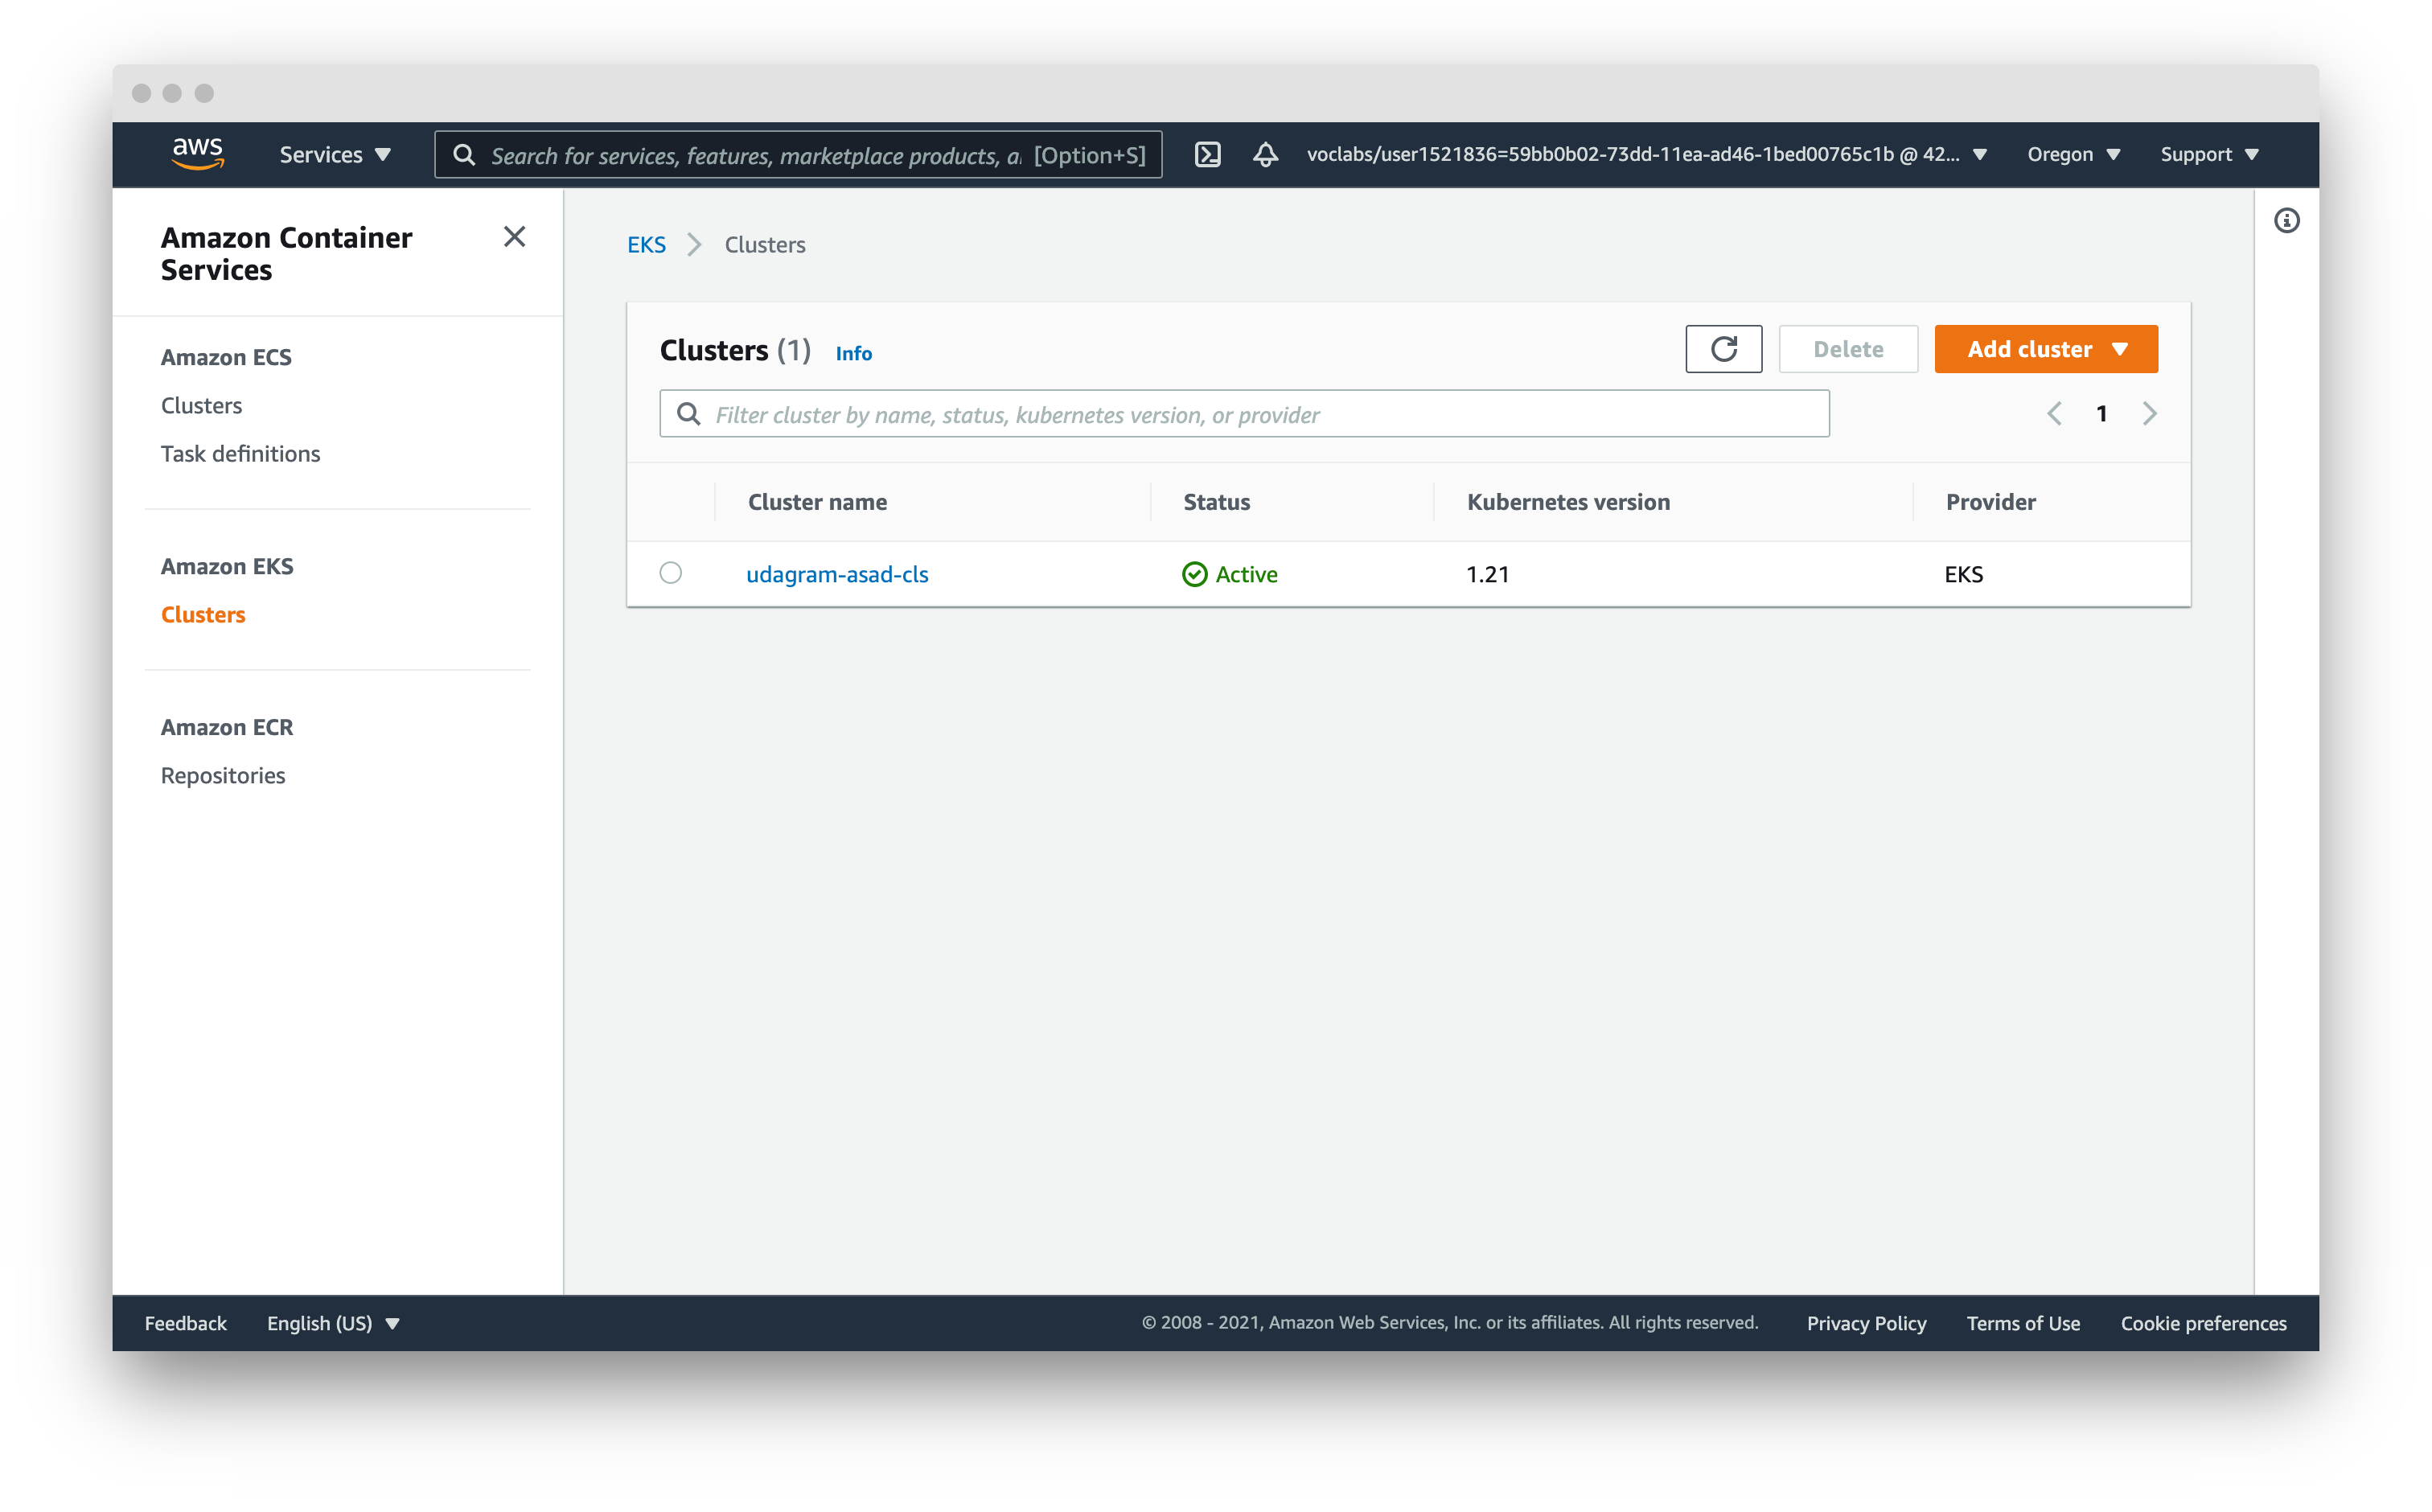 aws
Services
Search for services, features, marketplace products, a [Option+S]
voclabs/user1521836=59bb0b02-73dd-11ea-ad46-1bed00765c1b @ 42...
Oregon
Support
Amazon Container
Services
Amazon ECS
Clusters
Task definitions
Amazon EKS
Clusters
Amazon ECR
Repositories
EKS > Clusters
Clusters (1) Info
Delete
Add cluster
Filter cluster by name, status, kubernetes version, or provider
1
Cluster name Status Kubernetes version Provider
udagram-asad-cls Active 1.21 EKS
Feedback English (US) © 2008 - 2021, Amazon Web Services, Inc. or its affiliates. All rights reserved. Privacy Policy Terms of Use Cookie preferences